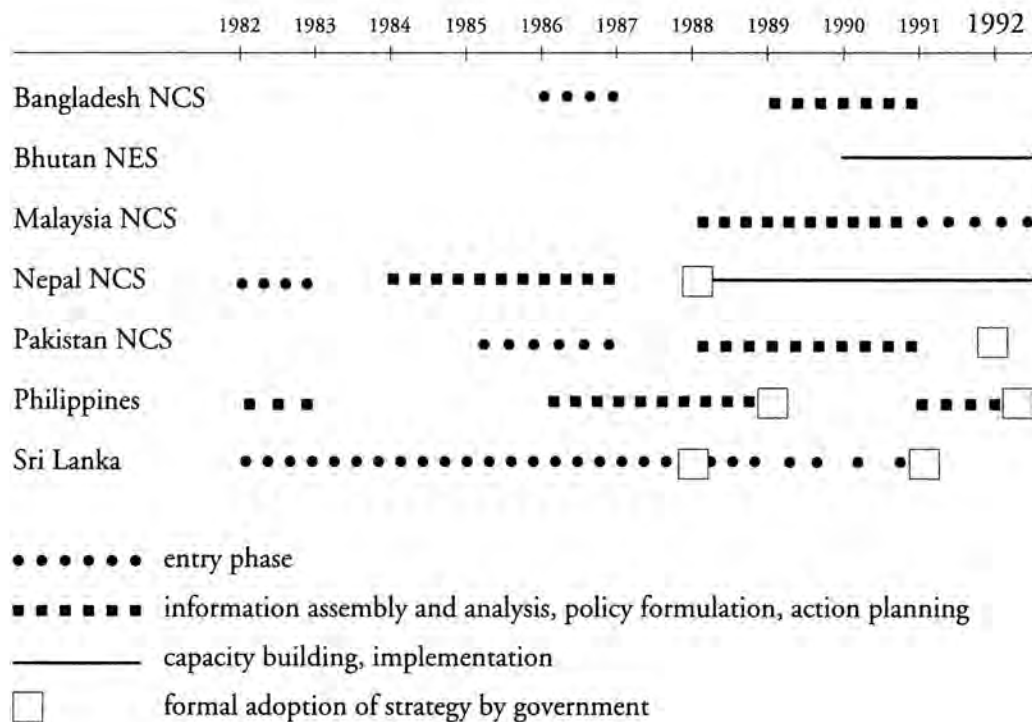 1982 1983 1984 1985 1986 1987 1988 1989 1990 1991 1992
Bangladesh NCS
Bhutan NES
Malaysia NCS
Nepal NCS
Pakistan NCS
Philippines
Sri Lanka
entry phase
information assembly and analysis, policy formulation, action planning
capacity building, implementation
formal adoption of strategy by government